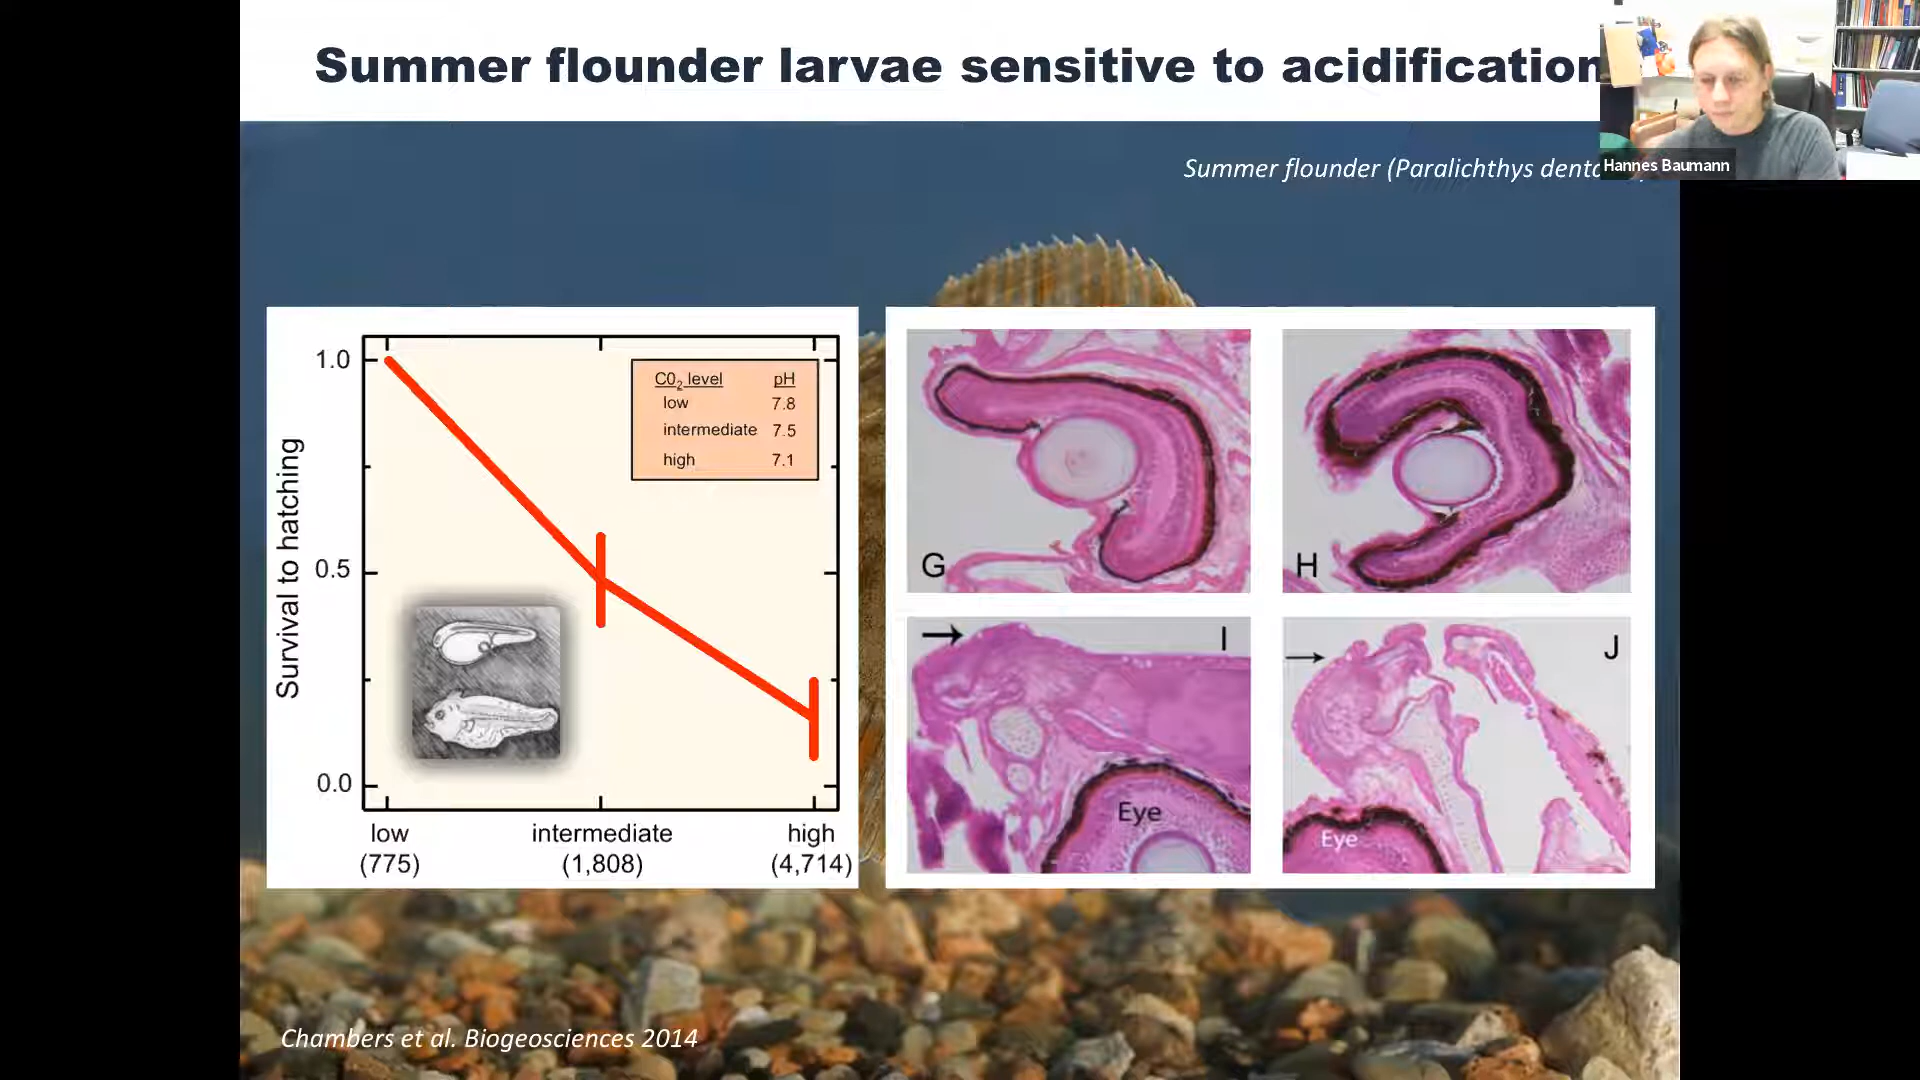 Summer flounder larvae sensitive to acidification
Hannes Baumann
Summer flounder (Paralichthys
1.0
0.5
0.0
Survival to hatching
C0₂ level pH
low 7.8
intermediate 7.5
high 7.1
low intermediate high
(775) (1,808) (4,714)
G
H
I
J
Eye
Eye
Chambers et al. Biogeosciences 2014